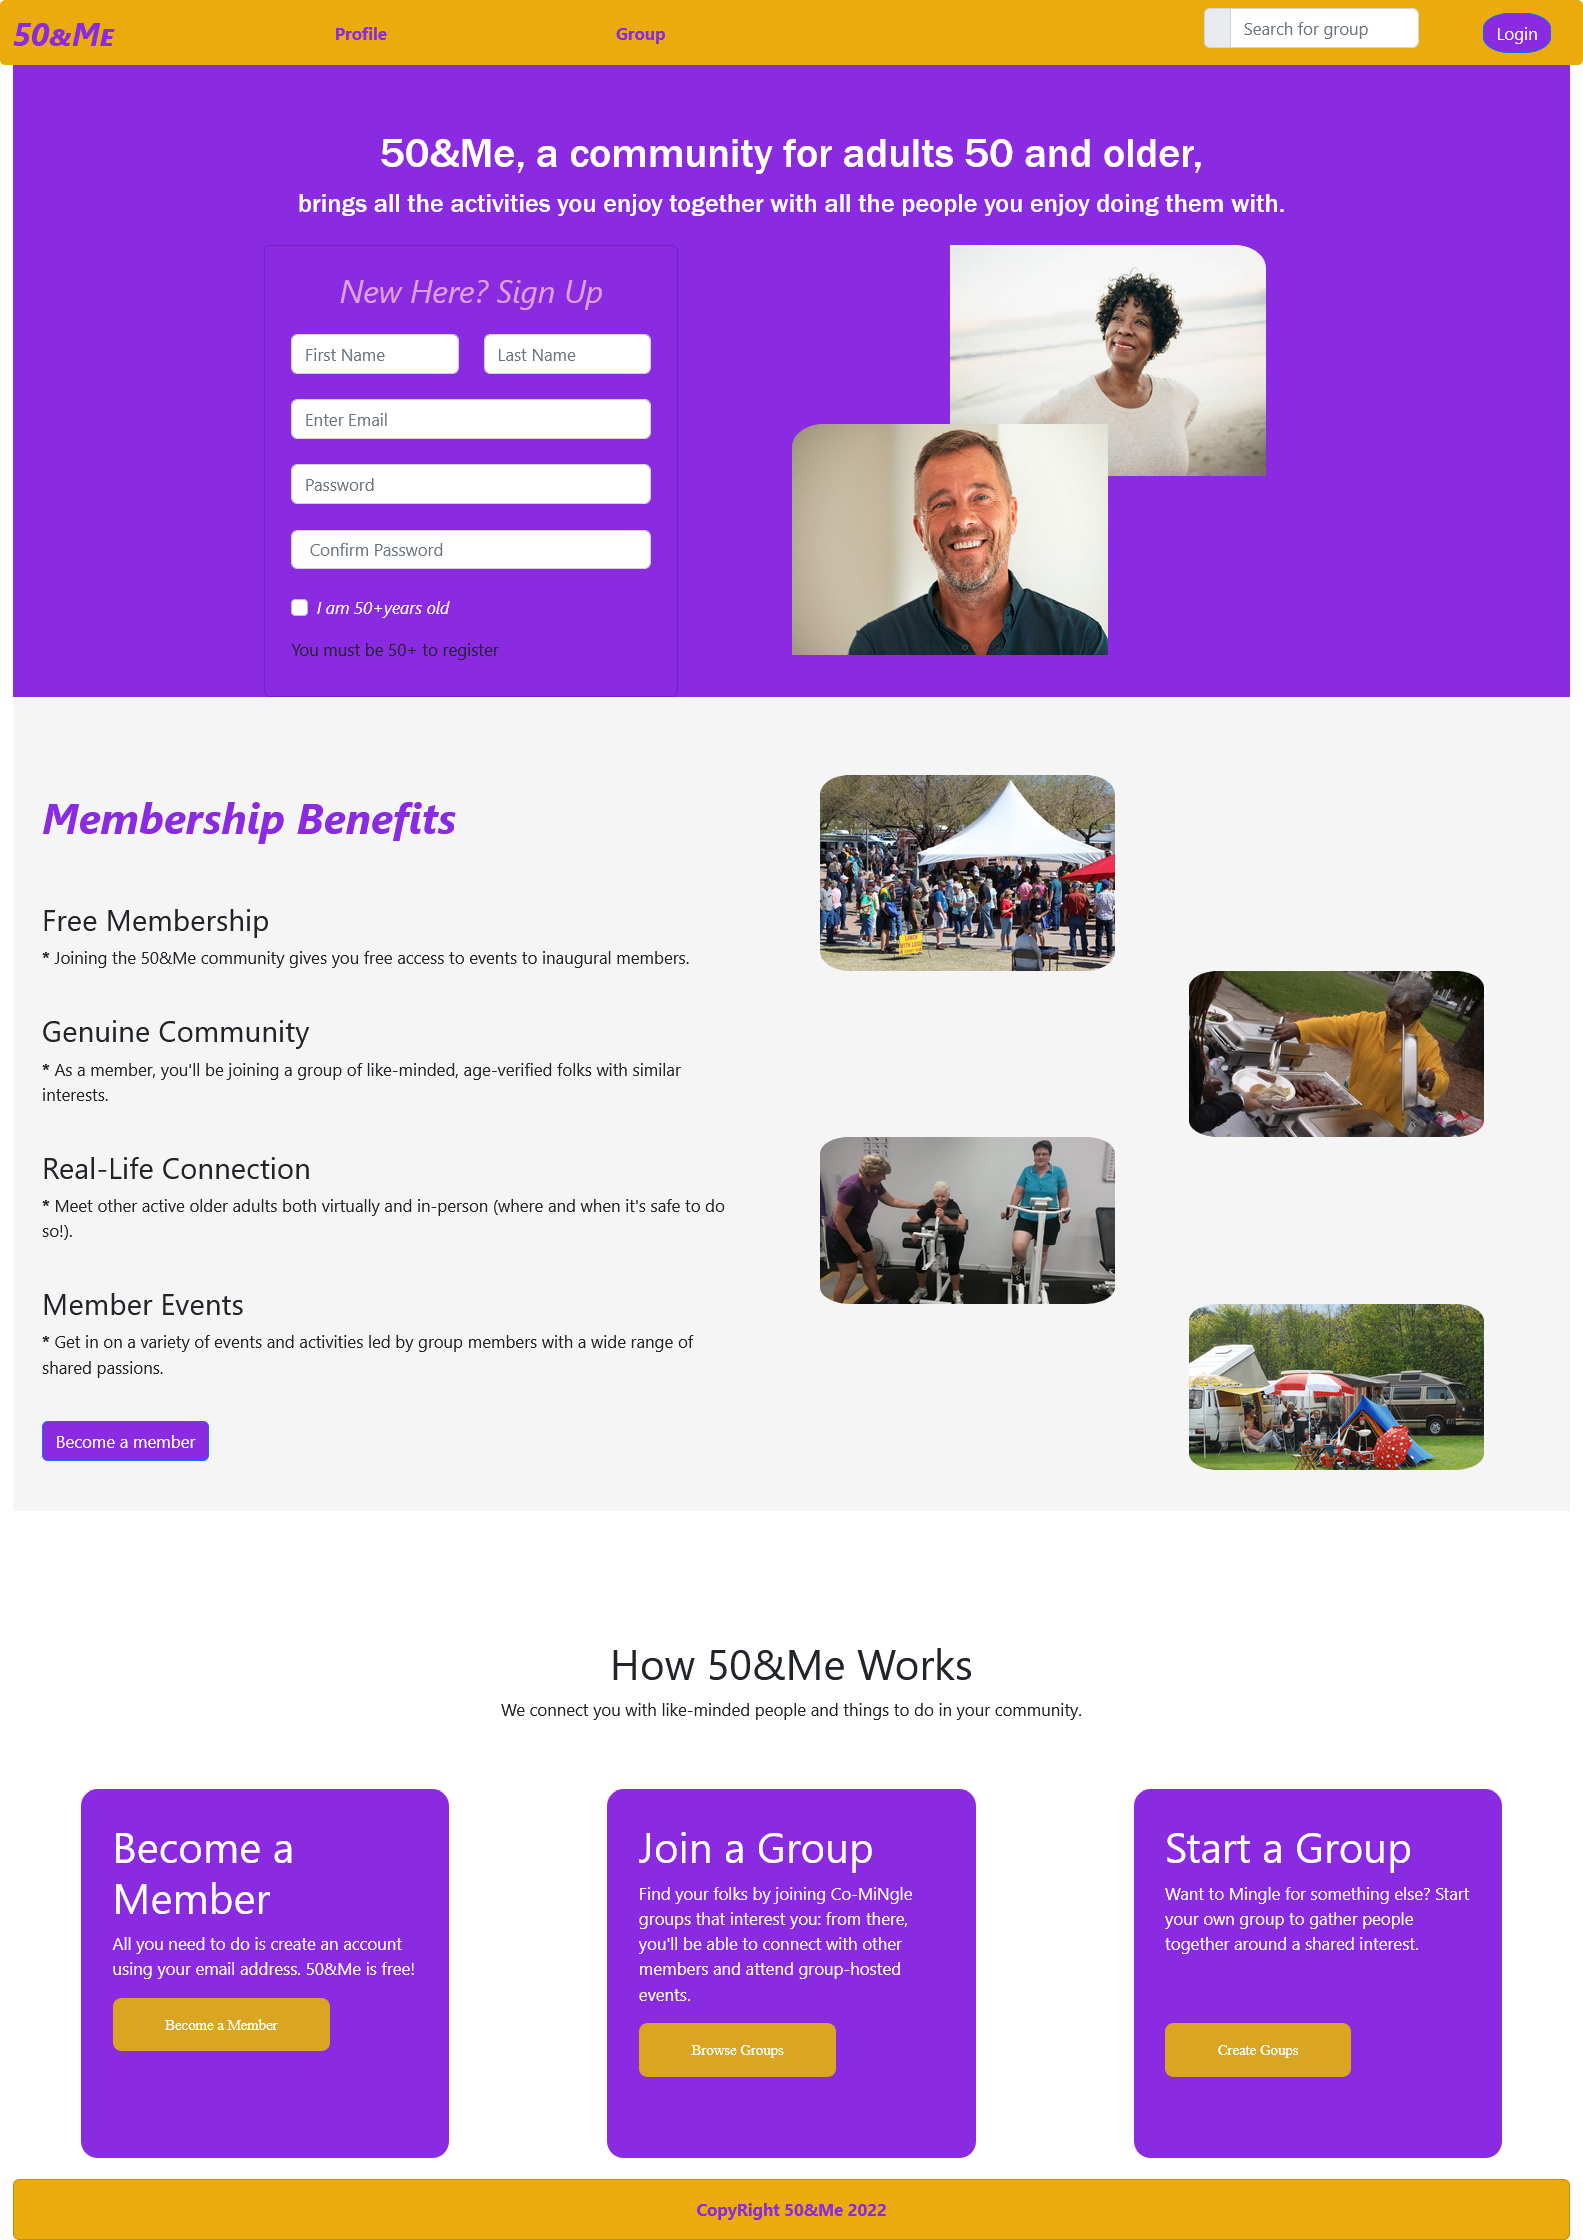 50&Me
Profile
Group
Search for group
Login
50&Me, a community for adults 50 and older,
brings all the activities you enjoy together with all the people you enjoy doing them with.
New Here? Sign Up
First Name
Last Name
Enter Email
Password
Confirm Password
I am 50+years old
You must be 50+ to register
Membership Benefits
Free Membership
* Joining the 50&Me community gives you free access to events to inaugural members.
Genuine Community
* As a member, you'll be joining a group of like-minded, age-verified folks with similar
interests.
Real-Life Connection
* Meet other active older adults both virtually and in-person (where and when it's safe to do
so!).
Member Events
* Get in on a variety of events and activities led by group members with a wide range of
shared passions.
Become a member
How 50&Me Works
We connect you with like-minded people and things to do in your community.
Become a
Member
All you need to do is create an account
using your email address. 50&Me is free!
Become a Member
Join a Group
Find your folks by joining Co-MiNgle
groups that interest you: from there,
you'll be able to connect with other
members and attend group-hosted
events.
Browse Groups
Start a Group
Want to Mingle for something else? Start
your own group to gather people
together around a shared interest.
Create Goups
CopyRight 50&Me 2022